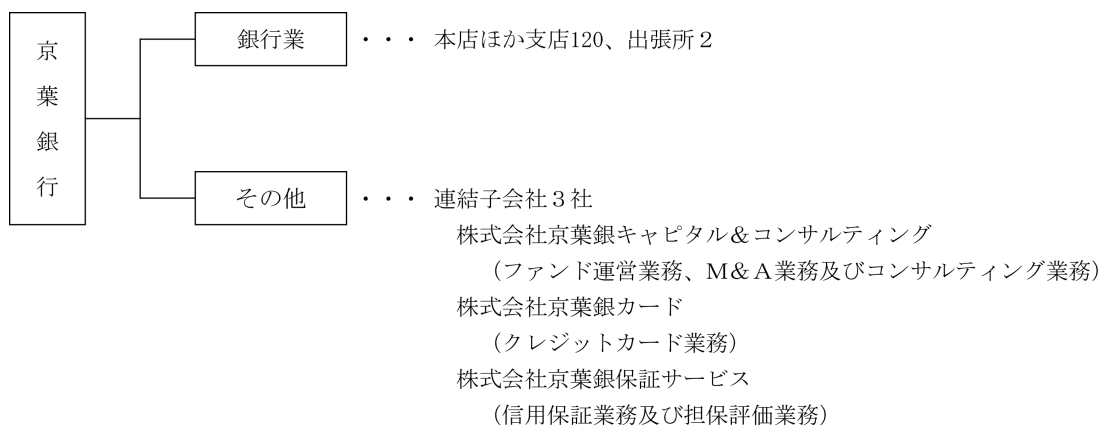 京葉銀行
銀行業 ・・・ 本店ほか支店120、出張所２
その他 ・・・ 連結子会社３社
株式会社京葉銀キャピタル＆コンサルティング
（ファンド運営業務、Ｍ＆Ａ業務及びコンサルティング業務）
株式会社京葉銀カード
（クレジットカード業務）
株式会社京葉銀保証サービス
（信用保証業務及び担保評価業務）